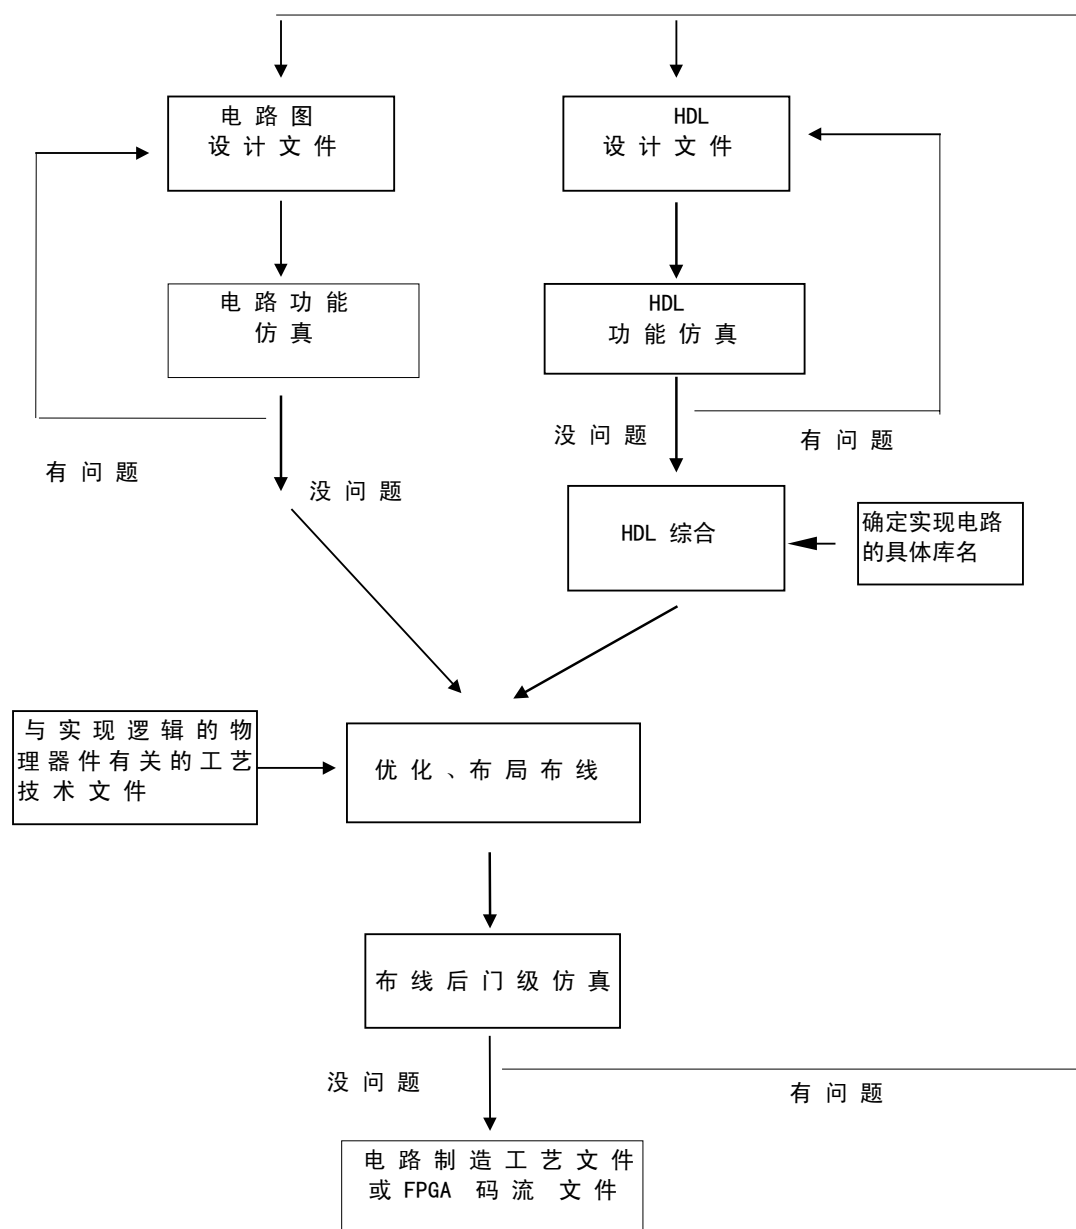 电路图
设计文件
HDL
设计文件
电路功能
仿真
HDL
功能仿真
没问题
有问题
有问题
没问题
HDL 综合
确定实现电路
的具体库名
与实现逻辑的物
理器件有关的工艺
技术文件
优化、布局布线
布线后门级仿真
没问题
有问题
电路制造工艺文件
或 FPGA 码流 文件